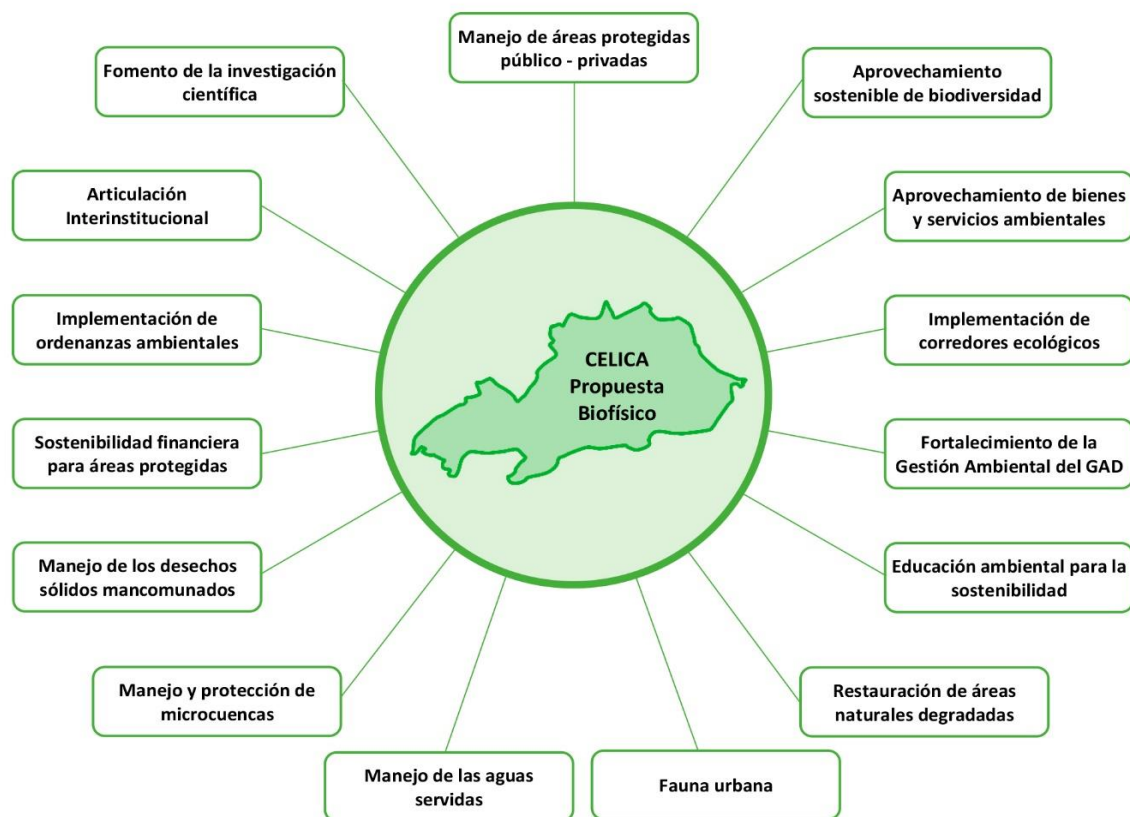 Manejo de áreas protegidas
público - privadas
Aprovechamiento
sostenible de biodiversidad
Aprovechamiento de bienes
y servicios ambientales
Implementación de
corredores ecológicos
Fortalecimiento de la
Gestión Ambiental del GAD
Educación ambiental para la
sostenibilidad
Restauración de áreas
naturales degradadas
Fauna urbana
Manejo de las aguas
servidas
Manejo y protección de
microcuencas
Manejo de los desechos
sólidos mancomunados
Sostenibilidad financiera
para áreas protegidas
Implementación de
ordenanzas ambientales
Articulación
Interinstitucional
Fomento de la investigación
científica
CELICA
Propuesta
Biofísico